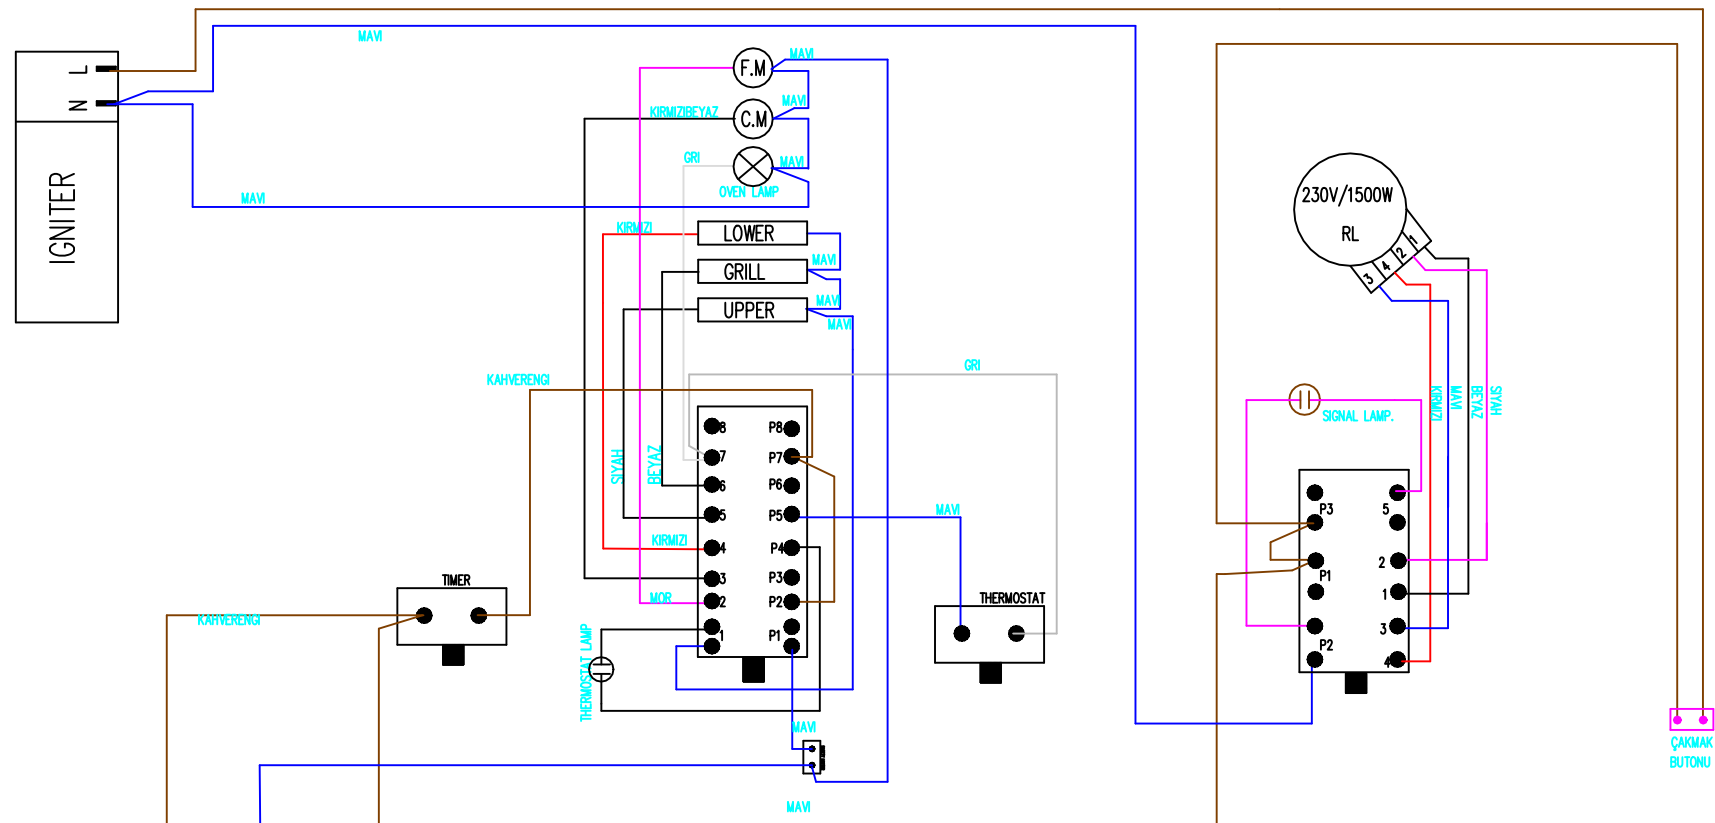 MAVI
L
N
IGNITER
MAVI
F.M
MAVI
KIRMIZIBEYAZ
C.M
MAVI
GRI
MAVI
OVEN LAMP
KIRMIZI
LOWER
MAVI
GRILL
MAVI
UPPER
MAVI
230V/1500W
RL
1
2
4
3
KAHVERENGI
GRI
SIYAH
BEYAZ
8
P8
7
P7
6
P6
5
P5
KIRMIZI
4
P4
3
P3
MOR
2
P2
1
P1
MAVI
TIMER
KAHVERENGI
THERMOSTAT LAMP
THERMOSTAT
MAVI
MAVI
SIGNAL LAMP.
KIRMIZI
MAVI
BEYAZ
SIYAH
P3
5
2
P1
1
3
P2
4
ÇAKMAK
BUTONU